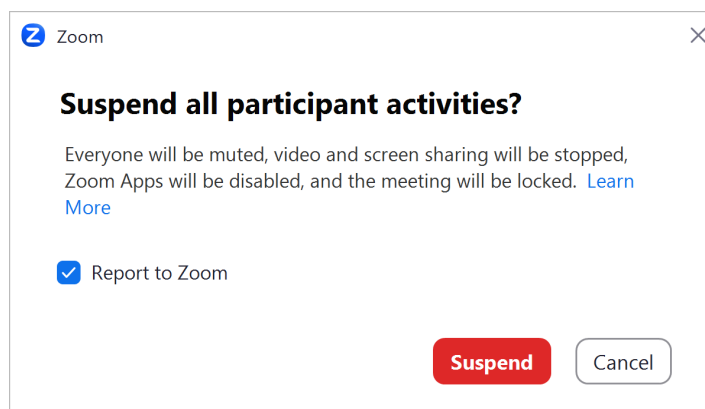 Zoom
Suspend all participant activities?
Everyone will be muted, video and screen sharing will be stopped,
Zoom Apps will be disabled, and the meeting will be locked. Learn
More
Report to Zoom
Suspend Cancel